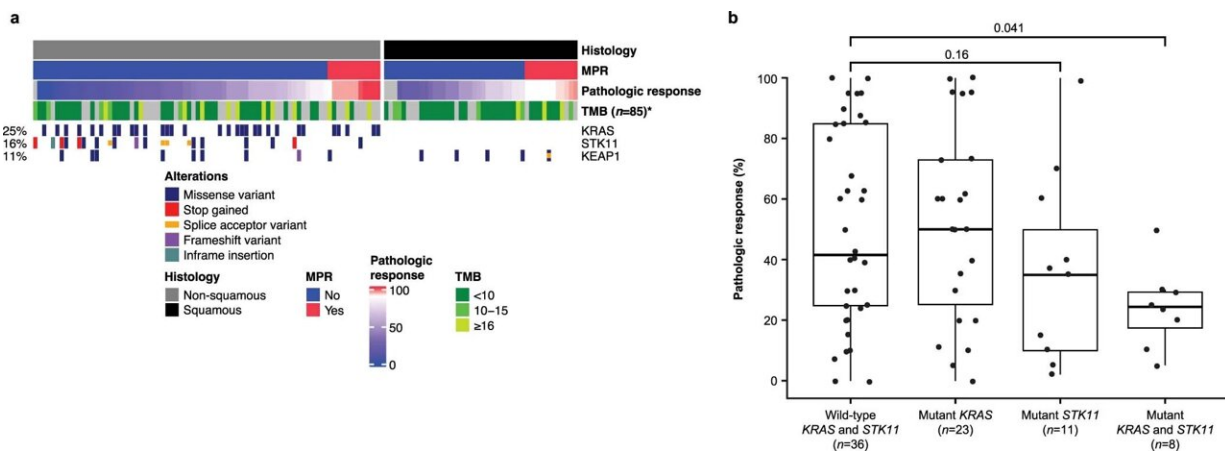 a
Histology
MPR
Pathologic response
TMB (n=85)*
25% KRAS
16% STK11
11% KEAP1
Alterations
Missense variant
Stop gained
Splice acceptor variant
Frameshift variant
Inframe insertion
Histology
Non-squamous
Squamous
MPR
No
Yes
Pathologic
response
100
50
0
TMB
<10
10–15
≥16
b
0.041
0.16
Pathologic response (%)
100
80
60
40
20
0
Wild-type
KRAS and STK11
(n=36)
Mutant KRAS
(n=23)
Mutant STK11
(n=11)
Mutant
KRAS and STK11
(n=8)